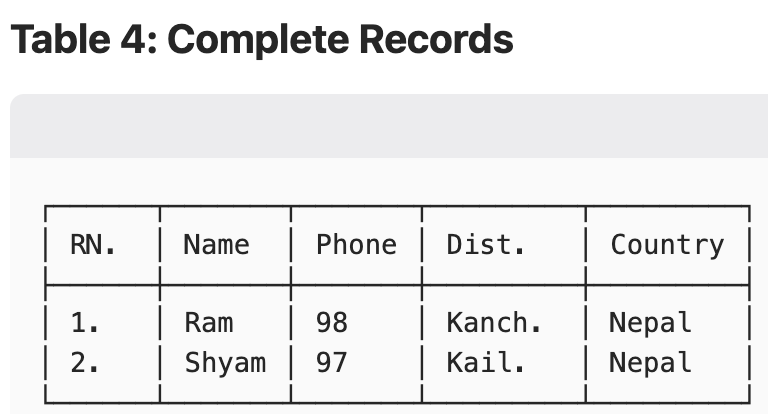 Table 4: Complete Records
RN. Name Phone Dist. Country
1. Ram 98 Kanch. Nepal
2. Shyam 97 Kail. Nepal